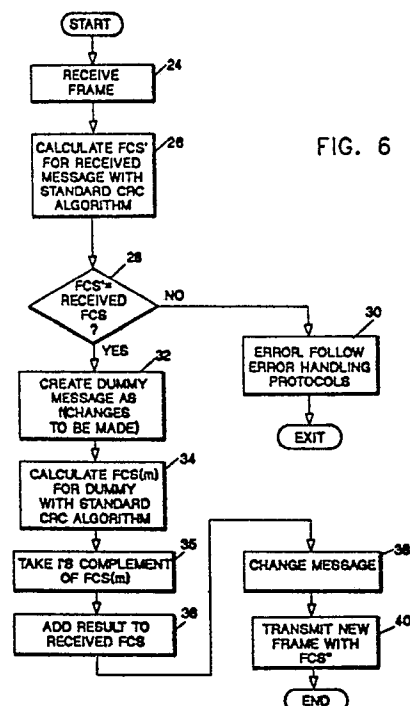 START
24
RECEIVE
FRAME
26
CALCULATE FCS'
FOR RECEIVED
MESSAGE WITH
STANDARD CRC
ALGORITHM
FIG. 6
28
FCS'=
RECEIVED
FCS
?
NO
YES
30
ERROR. FOLLOW
ERROR HANDLING
PROTOCOLS
EXIT
32
CREATE DUMMY
MESSAGE AS
f(CHANGES
TO BE MADE)
34
CALCULATE FCS(m)
FOR DUMMY
WITH STANDARD
CRC ALGORITHM
35
TAKE 1'S COMPLEMENT
OF FCS(m)
36
ADD RESULT TO
RECEIVED FCS
38
CHANGE MESSAGE
40
TRANSMIT NEW
FRAME WITH
FCS"
END